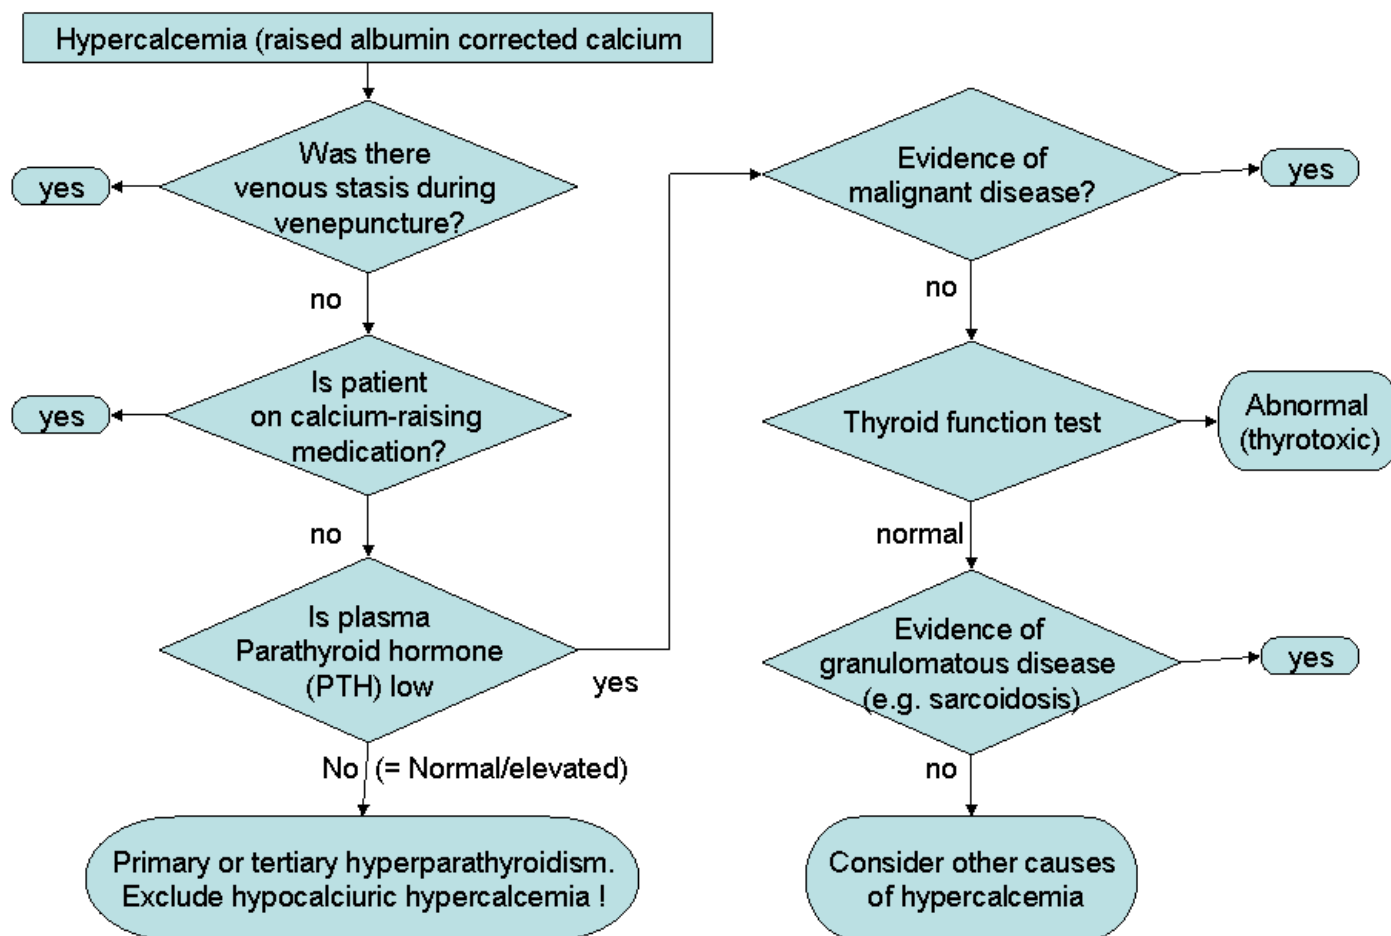 Hypercalcemia (raised albumin corrected calcium
Was there
venous stasis during
venepuncture?
yes
no
Is patient
on calcium-raising
medication?
yes
no
Is plasma
Parathyroid hormone
(PTH) low
yes
No (= Normal/elevated)
Primary or tertiary hyperparathyroidism.
Exclude hypocalciuric hypercalcemia !
Evidence of
malignant disease?
yes
no
Thyroid function test
Abnormal
(thyrotoxic)
normal
Evidence of
granulomatous disease
(e.g. sarcoidosis)
yes
no
Consider other causes
of hypercalcemia